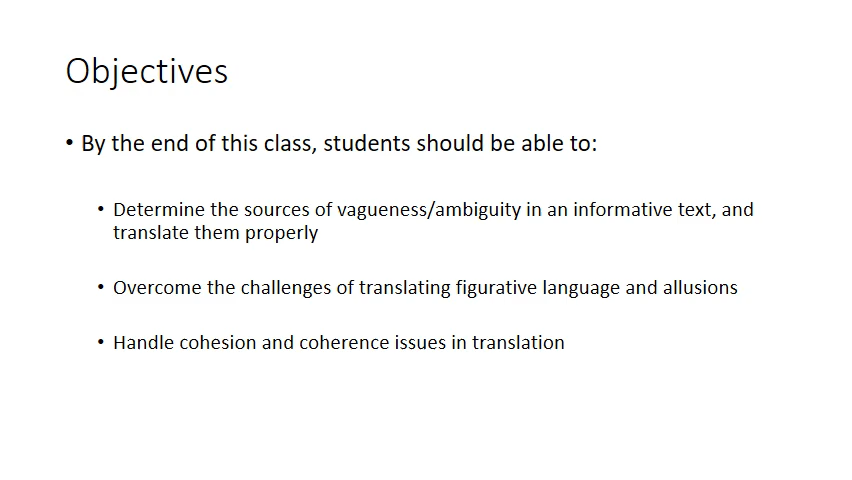 Objectives
• By the end of this class, students should be able to:
• Determine the sources of vagueness/ambiguity in an informative text, and
translate them properly
• Overcome the challenges of translating figurative language and allusions
• Handle cohesion and coherence issues in translation